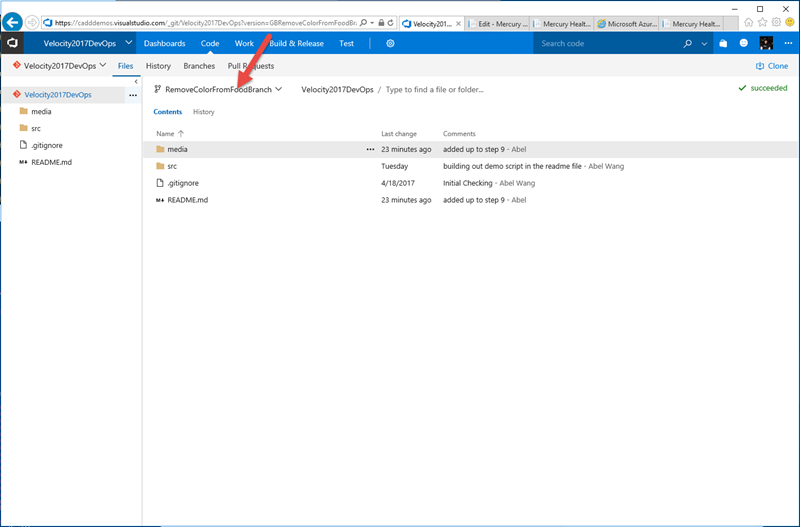 https://cadddemos.visualstudio.com/_git/Velocity2017DevOps?version=GBRemoveColorFromFoodBr
Velocity201...
Edit - Mercury
Mercury Heal...
Microsoft Azur...
Mercury Heal...
Velocity2017DevOps
Dashboards
Code
Work
Build & Release
Test
Search code
Velocity2017DevOps
Files
History
Branches
Pull Requests
Clone
Velocity2017DevOps
...
media
src
.gitignore
M↓ README.md
RemoveColorFromFoodBranch
Velocity2017DevOps / Type to find a file or folder...
succeeded
Contents
History
Name
Last change
Comments
media ... 23 minutes ago added up to step 9 - Abel
src Tuesday building out demo script in the readme file - Abel Wang
.gitignore 4/18/2017 Initial Checking - Abel Wang
M↓ README.md 23 minutes ago added up to step 9 - Abel